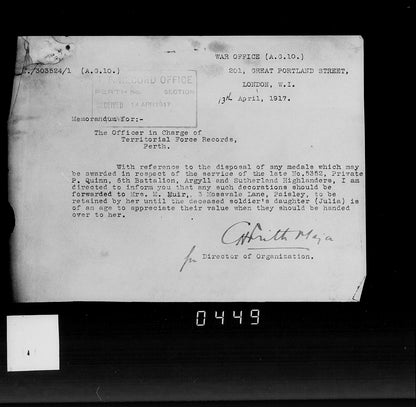 WAR OFFICE (A.G.10.)
/303524/1 (A.G.10.)
201, GREAT PORTLAND STREET,
LONDON, W.1.
13th April, 1917.
RECORD OFFICE
PERTH SECTION
14 APR 1917
Memorandum for:-
The Officer in Charge of
Territorial Force Records,
Perth.
With reference to the disposal of any medals which may
be awarded in respect of the service of the late No.5352, Private
P. Quinn, 6th Battalion, Argyll and Sutherland Highlanders, I am
directed to inform you that any such decorations should be
forwarded to Mrs. M. Muir, 3 Lane, Paisley, to be
retained by her until the deceased soldier's daughter (Julia) is
of an age to appreciate their value when they should be handed
over to her.
Major
for Director of Organisation.
0449